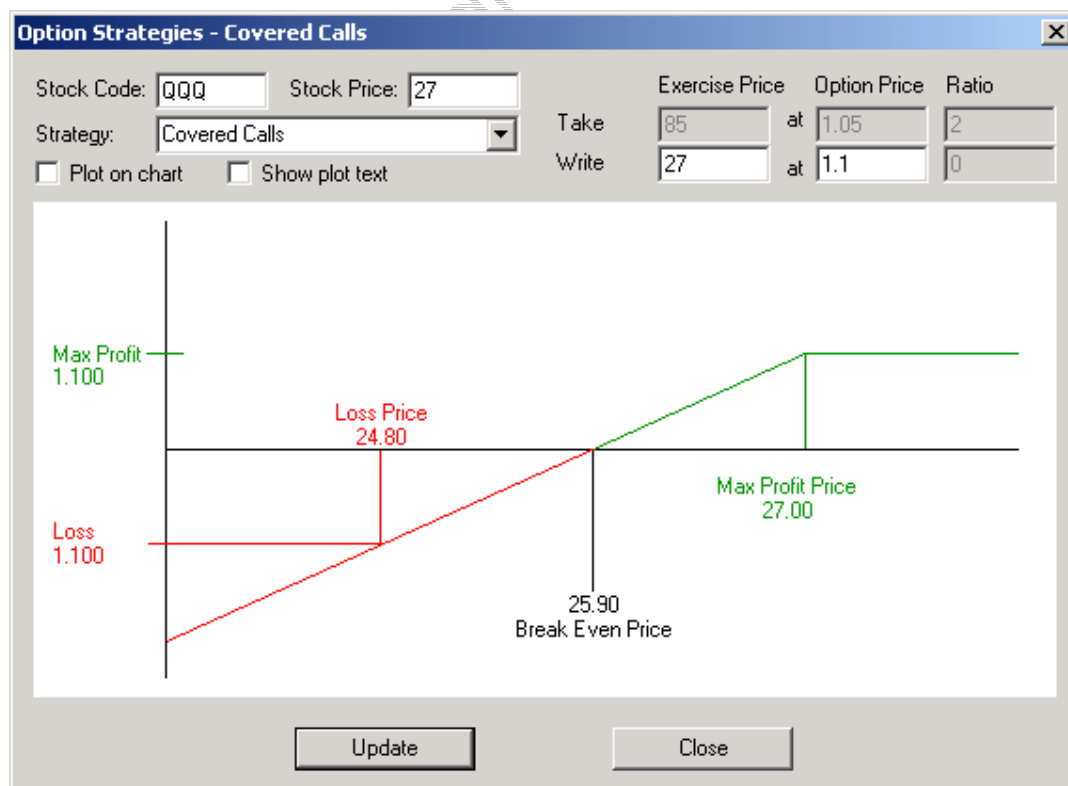 Option Strategies - Covered Calls
Stock Code: QQQ Stock Price: 27
Exercise Price Option Price Ratio
Strategy: Covered Calls
Take 85 at 1.05 2
Write 27 at 1.1 0
Plot on chart Show plot text
Max Profit
1.100
Loss Price
24.80
Max Profit Price
27.00
Loss
1.100
25.90
Break Even Price
Update Close